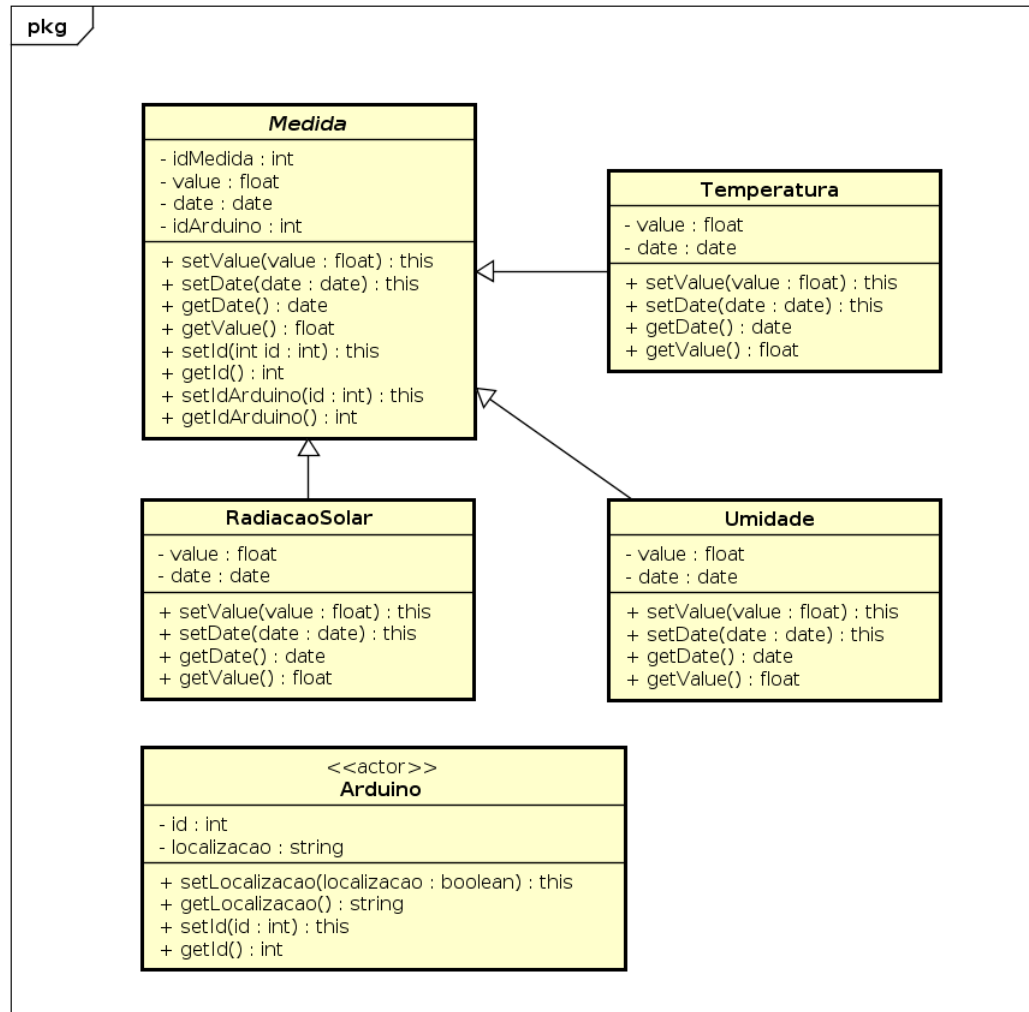 pkg
Medida
- idMedida : int
- value : float
- date : date
- idArduino : int
+ setValue(value : float) : this
+ setDate(date : date) : this
+ getDate() : date
+ getValue() : float
+ setId(int id : int) : this
+ getId() : int
+ setIdArduino(id : int) : this
+ getIdArduino() : int
Temperatura
- value : float
- date : date
+ setValue(value : float) : this
+ setDate(date : date) : this
+ getDate() : date
+ getValue() : float
RadiacaoSolar
- value : float
- date : date
+ setValue(value : float) : this
+ setDate(date : date) : this
+ getDate() : date
+ getValue() : float
Umidade
- value : float
- date : date
+ setValue(value : float) : this
+ setDate(date : date) : this
+ getDate() : date
+ getValue() : float
<<actor>>
Arduino
- id : int
- localizacao : string
+ setLocalizacao(localizacao : boolean) : this
+ getLocalizacao() : string
+ setId(id : int) : this
+ getId() : int